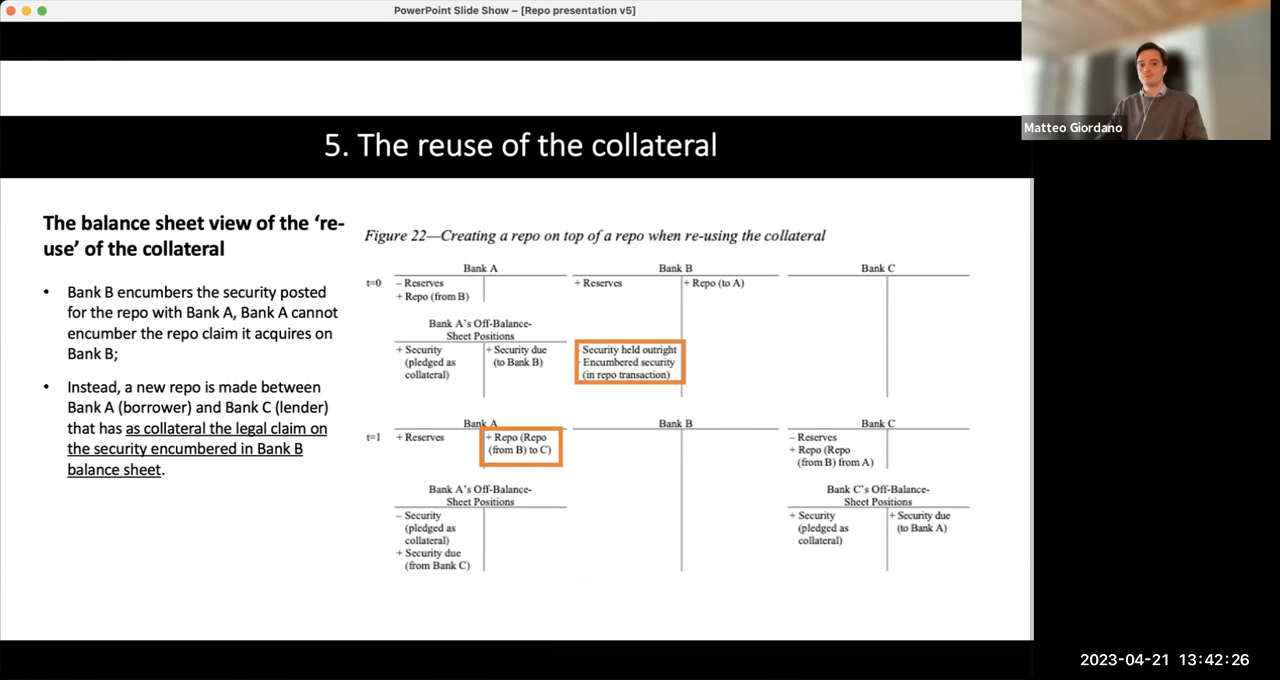 PowerPoint Slide Show – [Repo presentation v5]
Matteo Giordano
5. The reuse of the collateral
The balance sheet view of the ‘re-
use’ of the collateral
• Bank B encumbers the security posted
for the repo with Bank A, Bank A cannot
encumber the repo claim it acquires on
Bank B;
• Instead, a new repo is made between
Bank A (borrower) and Bank C (lender)
that has as collateral the legal claim on
the security encumbered in Bank B
balance sheet.
Figure 22—Creating a repo on top of a repo when re-using the collateral
Bank A Bank B Bank C
t=0 − Reserves + Reserves + Repo (to A)
+ Repo (from B)
Bank A's Off-Balance-
Sheet Positions
+ Security + Security due Security held outright
(pledged as (to Bank B) Encumbered security
collateral) (in repo transaction)
Bank A Bank B Bank C
t=1 + Reserves + Repo (Repo − Reserves
(from B) to C) + Repo (Repo
(from B) from A)
Bank A's Off-Balance- Bank C's Off-Balance-
Sheet Positions Sheet Positions
− Security + Security + Security due
(pledged as (pledged as (to Bank A)
collateral) collateral)
+ Security due
(from Bank C)
2023-04-21 13:42:26